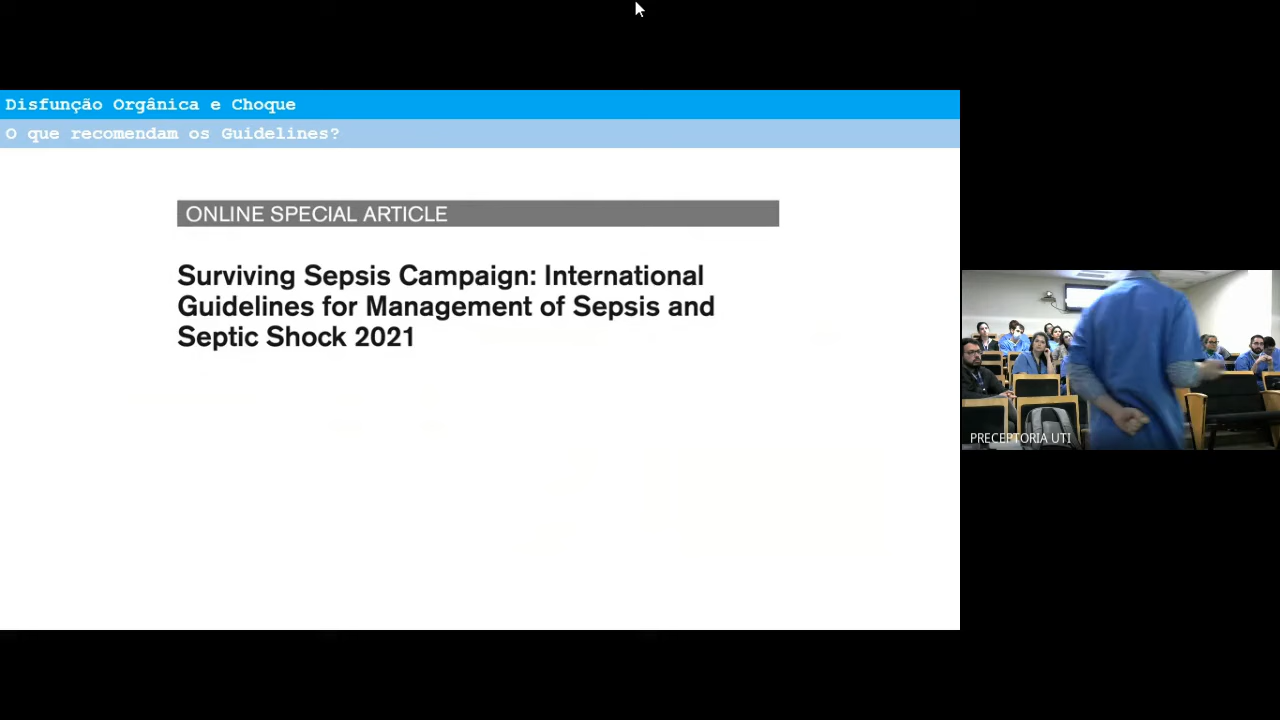 Disfunção Orgânica e Choque
O que recomendam os Guidelines?
ONLINE SPECIAL ARTICLE
Surviving Sepsis Campaign: International
Guidelines for Management of Sepsis and
Septic Shock 2021
PRECEPTORIA UTI